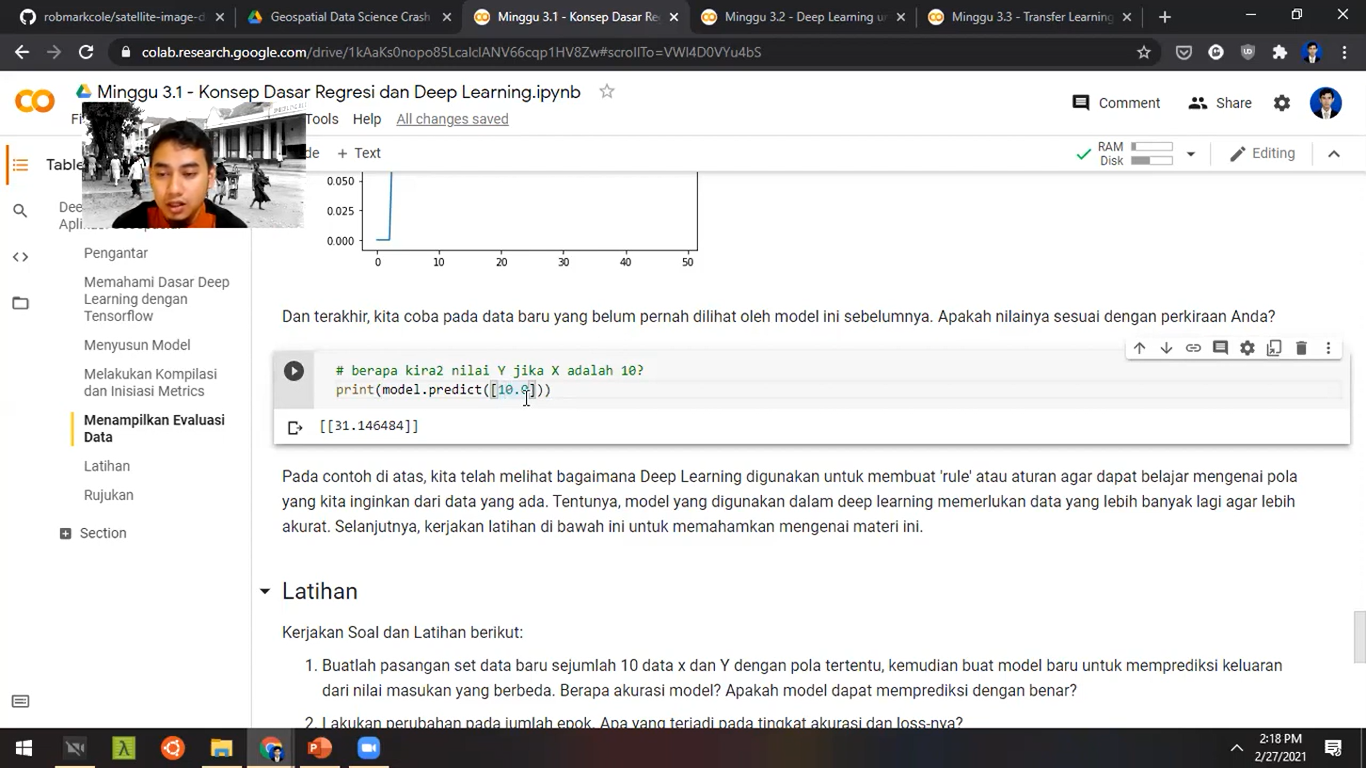 robmarkcole/satellite-image-d
Geospatial Data Science Crash
Minggu 3.1 - Konsep Dasar Re
Minggu 3.2 - Deep Learning u
Minggu 3.3 - Transfer Learning
colab.research.google.com/drive/1kAaKs0nopo85LcalclANV66cqp1HV8Zw#scrollTo=VWl4D0VYu4bS
Minggu 3.1 - Konsep Dasar Regresi dan Deep Learning.ipynb
Comment
Share
Tools Help All changes saved
+ Text
RAM
Disk
Editing
Table
Pengantar
Memahami Dasar Deep
Learning dengan
Tensorflow
Menyusun Model
Melakukan Kompilasi
dan Inisiasi Metrics
Menampilkan Evaluasi
Data
Latihan
Rujukan
Section
0.050
0.025
0.000
0 10 20 30 40 50
Dan terakhir, kita coba pada data baru yang belum pernah dilihat oleh model ini sebelumnya. Apakah nilainya sesuai dengan perkiraan Anda?
# berapa kira2 nilai Y jika X adalah 10?
print(model.predict([10.0]))
[[31.146484]]
Pada contoh di atas, kita telah melihat bagaimana Deep Learning digunakan untuk membuat 'rule' atau aturan agar dapat belajar mengenai pola
yang kita inginkan dari data yang ada. Tentunya, model yang digunakan dalam deep learning memerlukan data yang lebih banyak lagi agar lebih
akurat. Selanjutnya, kerjakan latihan di bawah ini untuk memahamkan mengenai materi ini.
Latihan
Kerjakan Soal dan Latihan berikut:
1. Buatlah pasangan set data baru sejumlah 10 data x dan Y dengan pola tertentu, kemudian buat model baru untuk memprediksi keluaran
dari nilai masukan yang berbeda. Berapa akurasi model? Apakah model dapat memprediksi dengan benar?
2. Lakukan perubahan pada jumlah epok. Apa yang terjadi pada tingkat akurasi dan loss-nya?
2:18 PM
2/27/2021